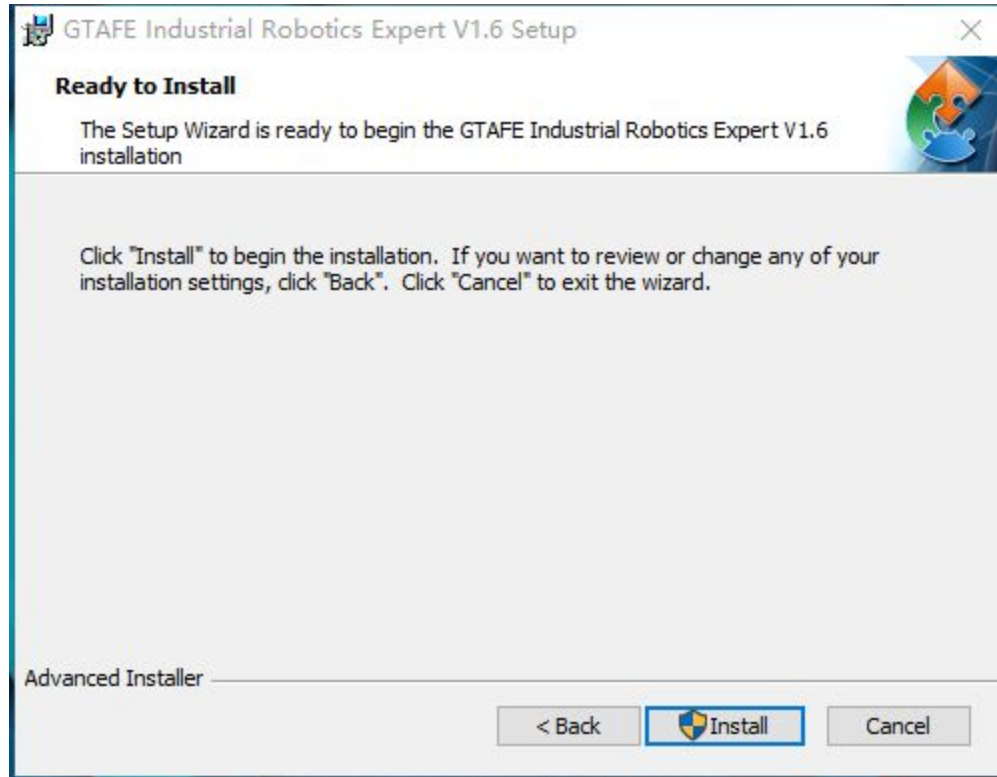 GTAFE Industrial Robotics Expert V1.6 Setup
Ready to Install
The Setup Wizard is ready to begin the GTAFE Industrial Robotics Expert V1.6
installation
Click "Install" to begin the installation. If you want to review or change any of your
installation settings, click "Back". Click "Cancel" to exit the wizard.
Advanced Installer
< Back
Install
Cancel